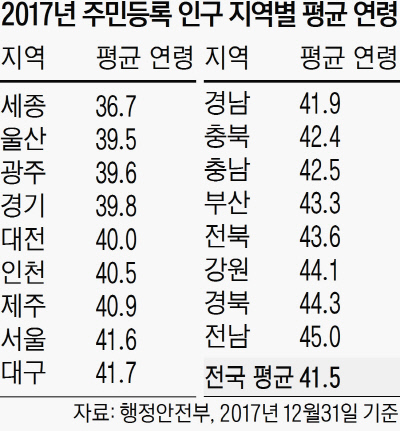 2017년 주민등록 인구 지역별 평균 연령
지역 평균 연령 지역 평균 연령
세종 36.7 경남 41.9
울산 39.5 충북 42.4
광주 39.6 충남 42.5
경기 39.8 부산 43.3
대전 40.0 전북 43.6
인천 40.5 강원 44.1
제주 40.9 경북 44.3
서울 41.6 전남 45.0
대구 41.7 전국 평균 41.5
자료: 행정안전부, 2017년 12월31일 기준